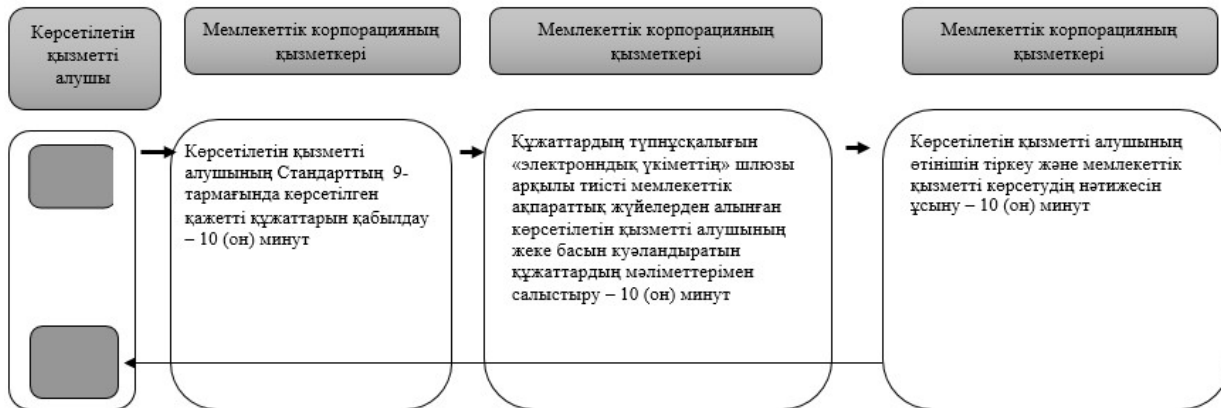 Көрсетілетін
қызметті
алушы
Мемлекеттік корпорацияның
қызметкері
Мемлекеттік корпорацияның
қызметкері
Мемлекеттік корпорацияның
қызметкері
Көрсетілетін қызметті
алушының Стандарттың 9-
тармағында көрсетілген
қажетті құжаттарын қабылдау
– 10 (он) минут
Құжаттардың түпнұсқалығын
«электронндық үкіметтің» шлюзы
арқылы тиісті мемлекеттік
ақпараттық жүйелерден алынған
көрсетілетін қызметті алушының
жеке басын куәландыратын
құжаттардың мәліметтерімен
салыстыру – 10 (он) минут
Көрсетілетін қызметті алушының
өтінішін тіркеу және мемлекеттік
қызметті көрсетудің нәтижесін
ұсыну – 10 (он) минут